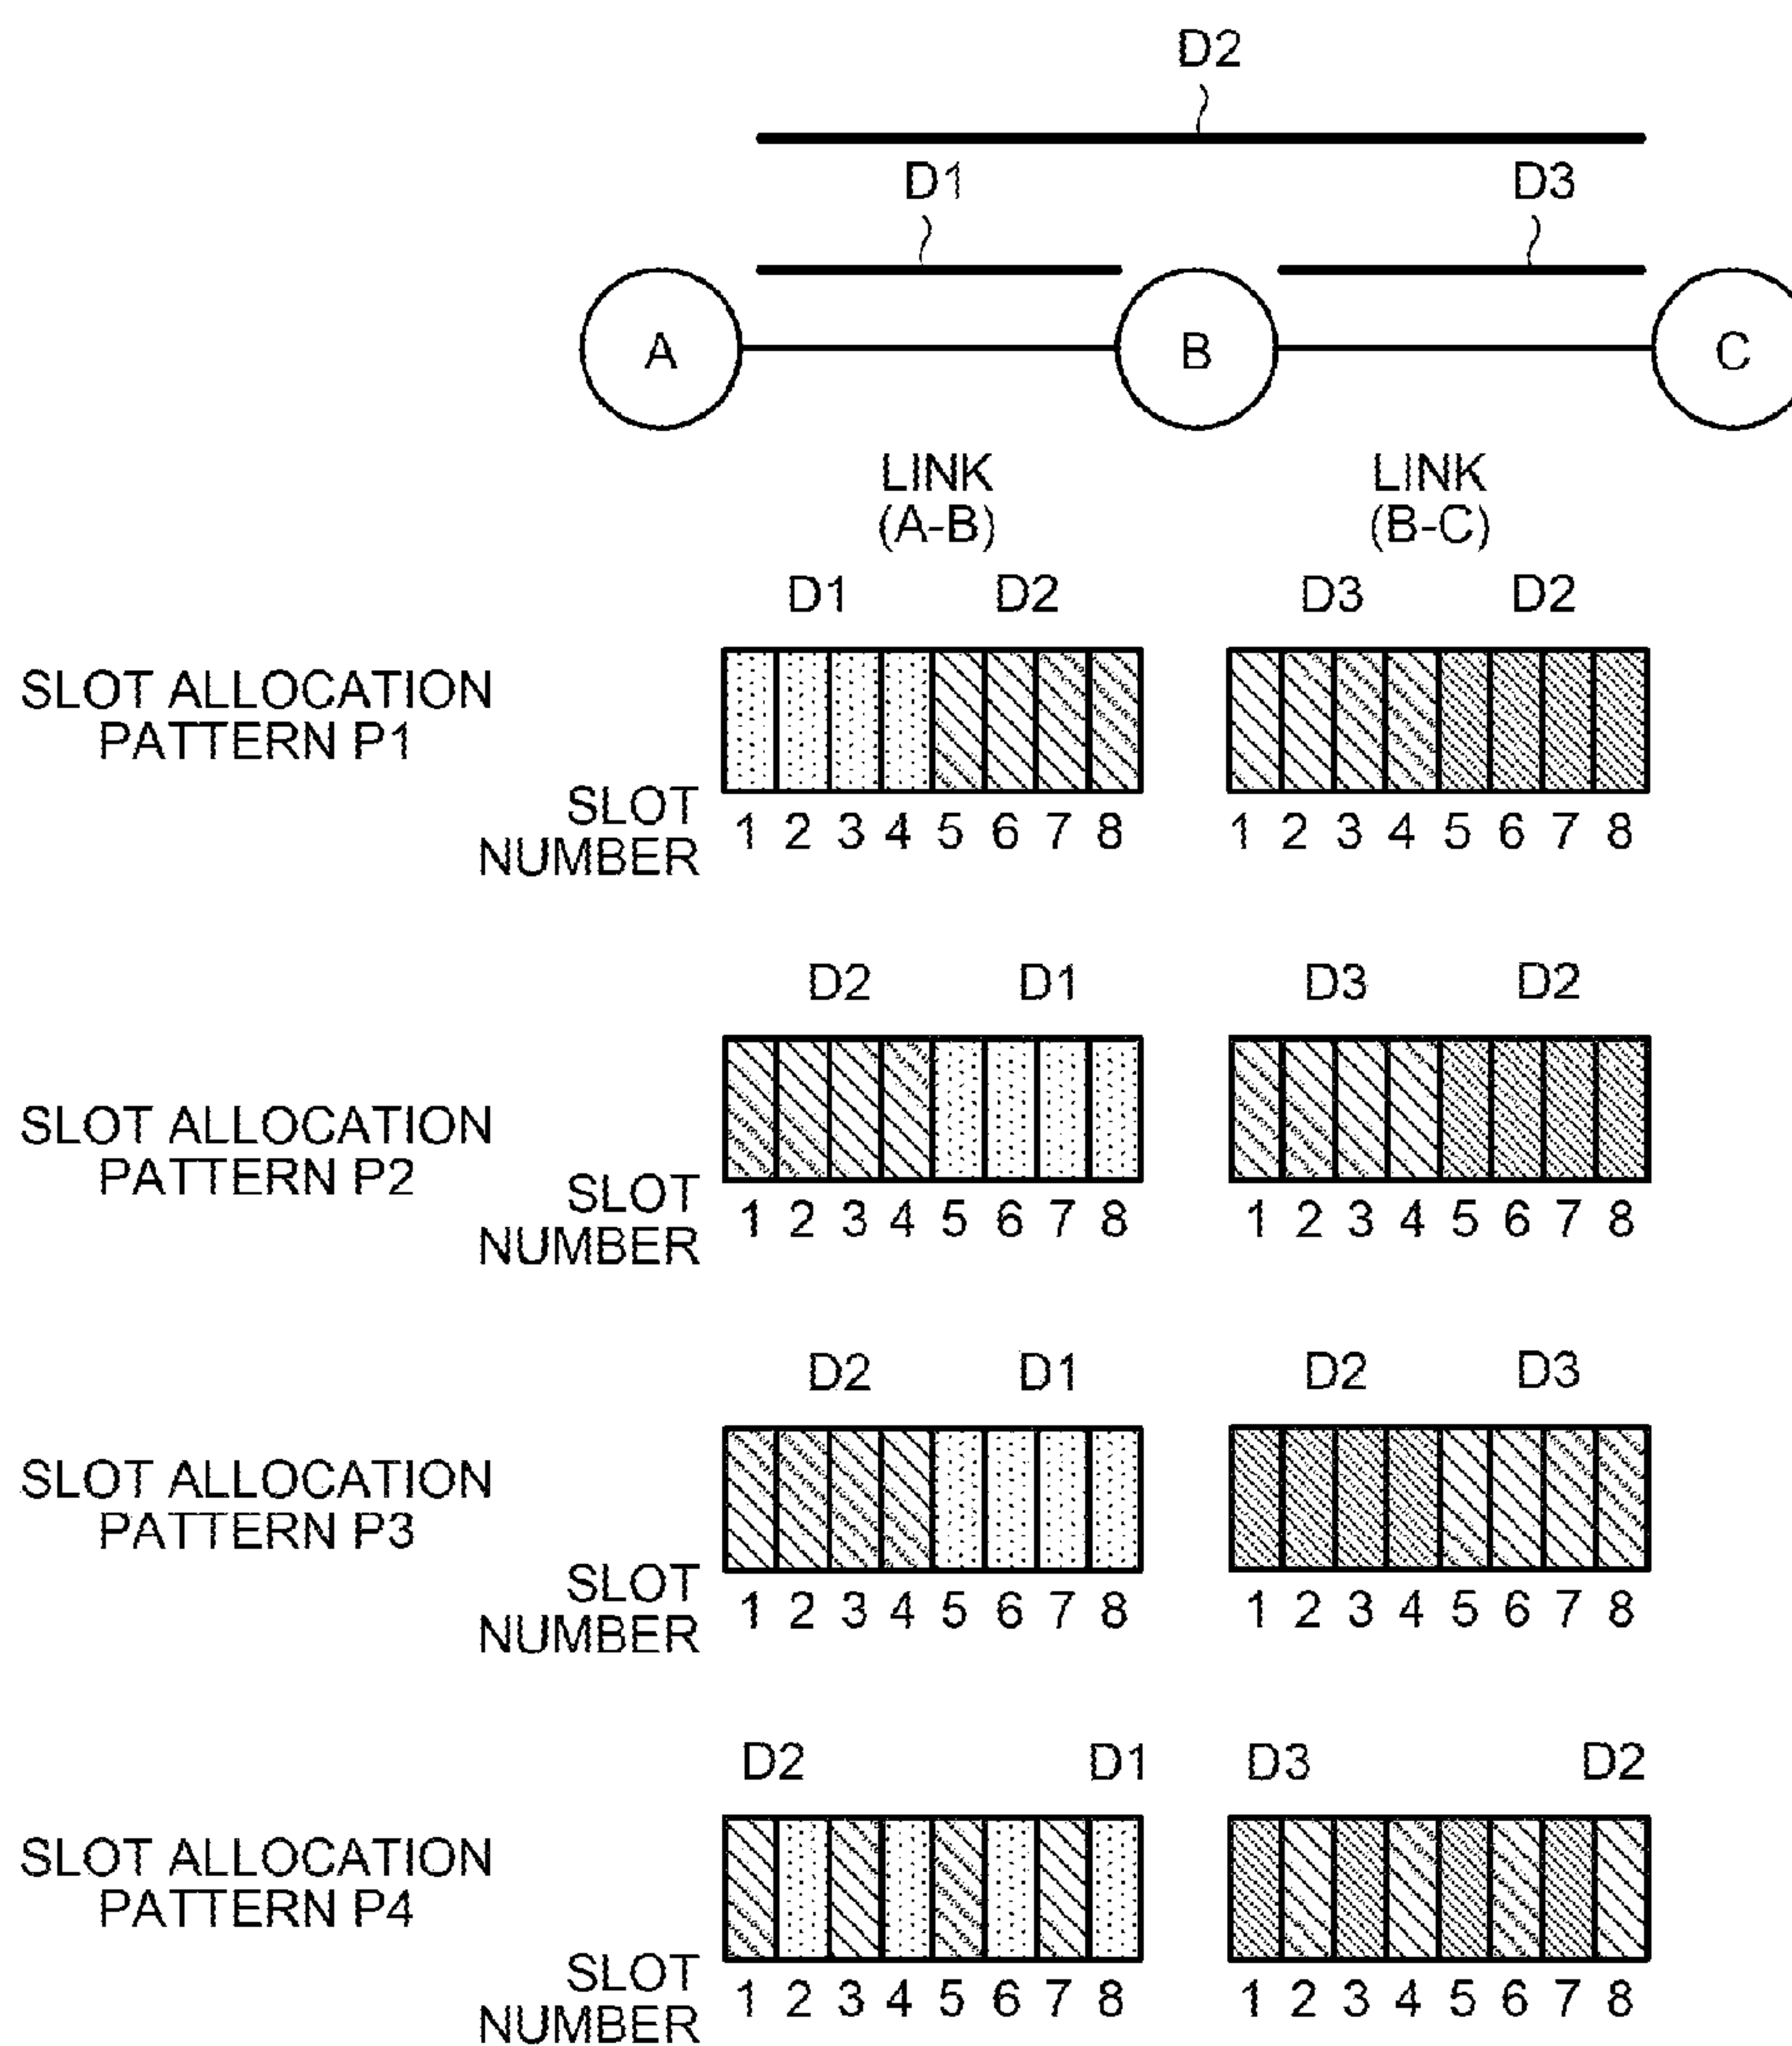 D2
D1 D3
A B C
LINK (A-B) LINK (B-C)
D1 D2 D3 D2
SLOT ALLOCATION
PATTERN P1
SLOT
NUMBER
1 2 3 4 5 6 7 8 1 2 3 4 5 6 7 8
D2 D1 D3 D2
SLOT ALLOCATION
PATTERN P2
SLOT
NUMBER
1 2 3 4 5 6 7 8 1 2 3 4 5 6 7 8
D2 D1 D2 D3
SLOT ALLOCATION
PATTERN P3
SLOT
NUMBER
1 2 3 4 5 6 7 8 1 2 3 4 5 6 7 8
D2 D1 D3 D2
SLOT ALLOCATION
PATTERN P4
SLOT
NUMBER
1 2 3 4 5 6 7 8 1 2 3 4 5 6 7 8